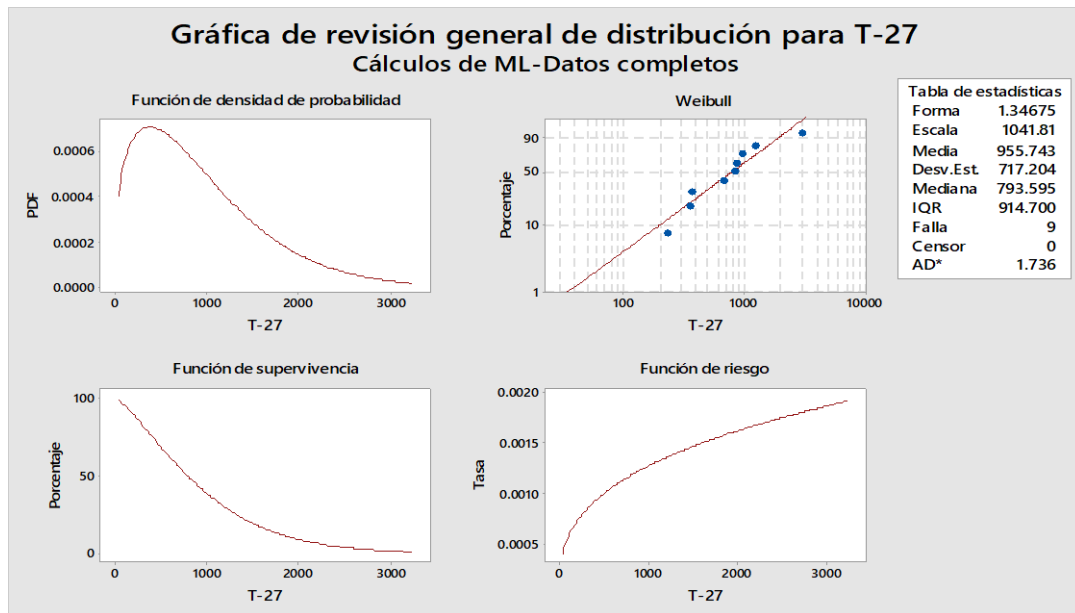 Gráfica de revisión general de distribución para T-27
Cálculos de ML-Datos completos
Función de densidad de probabilidad
0.0006
0.0004
0.0002
0.0000
PDF
0
1000
2000
3000
T-27
Weibull
90
50
10
1
Porcentaje
100
1000
10000
T-27
Tabla de estadísticas
Forma 1.34675
Escala 1041.81
Media 955.743
Desv.Est. 717.204
Mediana 793.595
IQR 914.700
Falla 9
Censor 0
AD* 1.736
Función de supervivencia
100
50
0
Porcentaje
0
1000
2000
3000
T-27
Función de riesgo
0.0020
0.0015
0.0010
0.0005
Tasa
0
1000
2000
3000
T-27